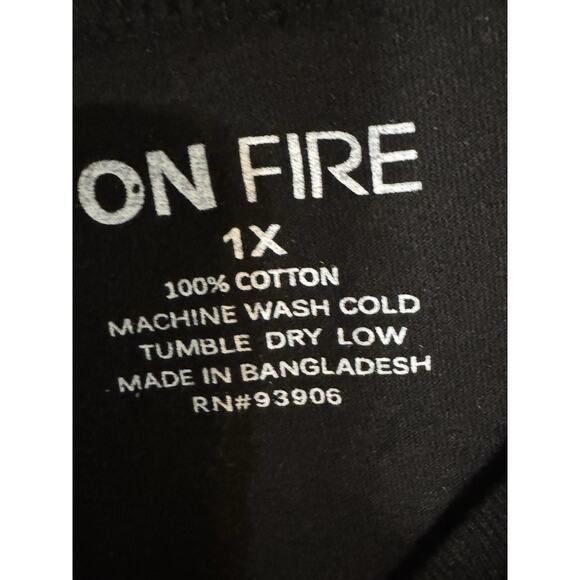 ON FIRE
1X
100% COTTON
MACHINE WASH COLD
TUMBLE DRY LOW
MADE IN BANGLADESH
RN#93906